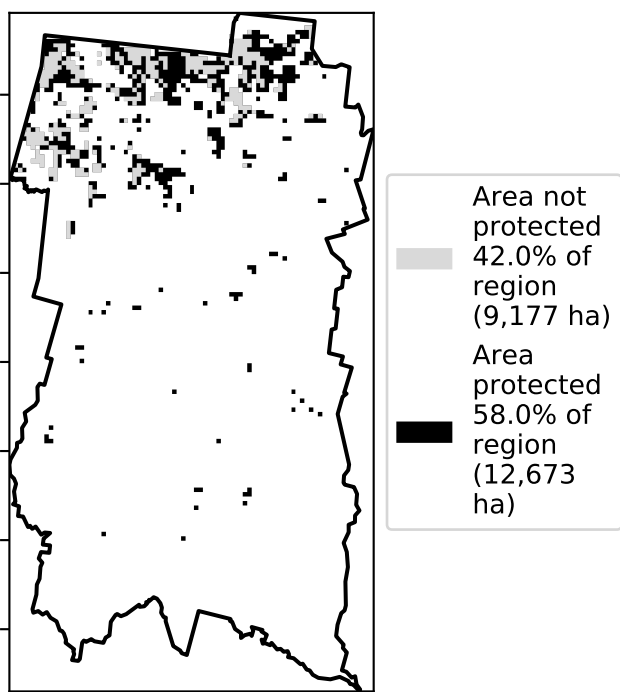 Area not
protected
42.0% of
region
(9,177 ha)
Area
protected
58.0% of
region
(12,673
ha)